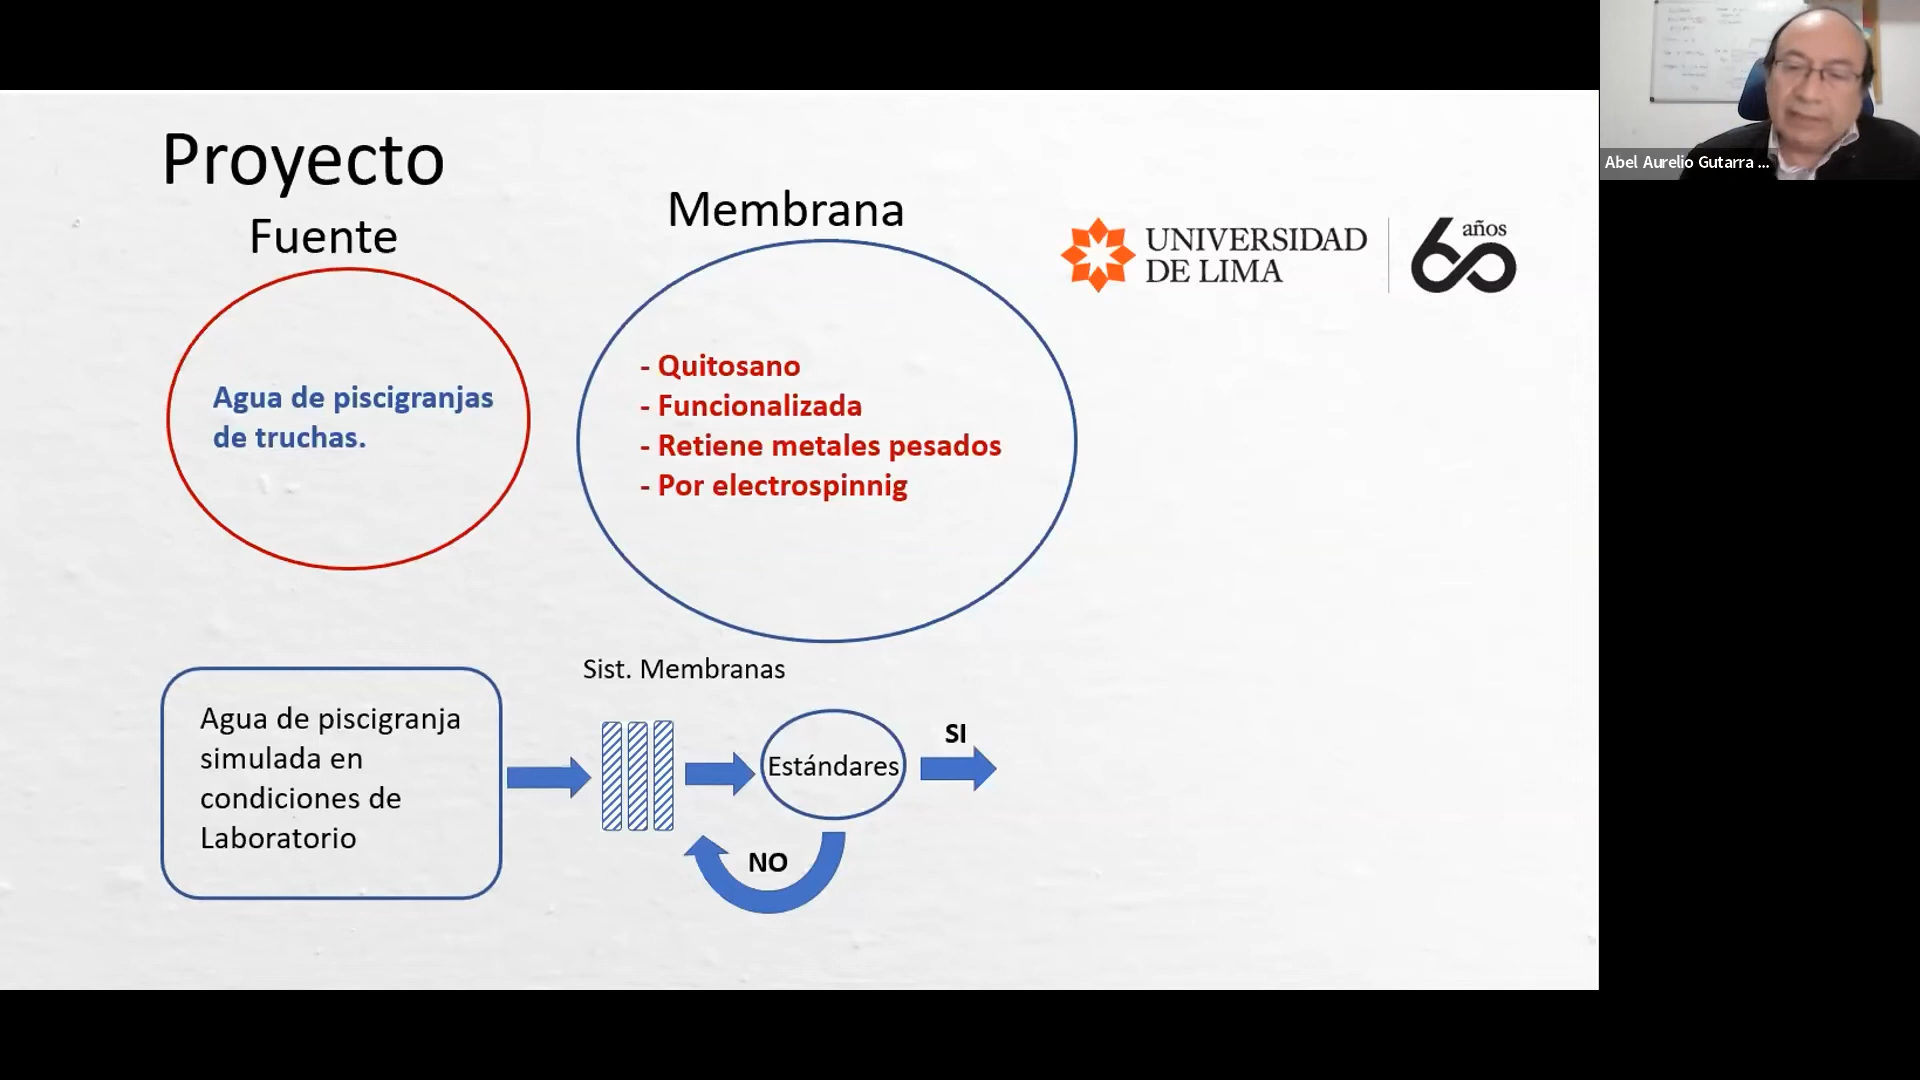 Proyecto
Fuente
Membrana
UNIVERSIDAD
DE LIMA
60 años
Agua de piscigranjas
de truchas.
- Quitosano
- Funcionalizada
- Retiene metales pesados
- Por electrospinnig
Sist. Membranas
Agua de piscigranja
simulada en
condiciones de
Laboratorio
Estándares
SI
NO
Abel Aurelio Gutarra ...